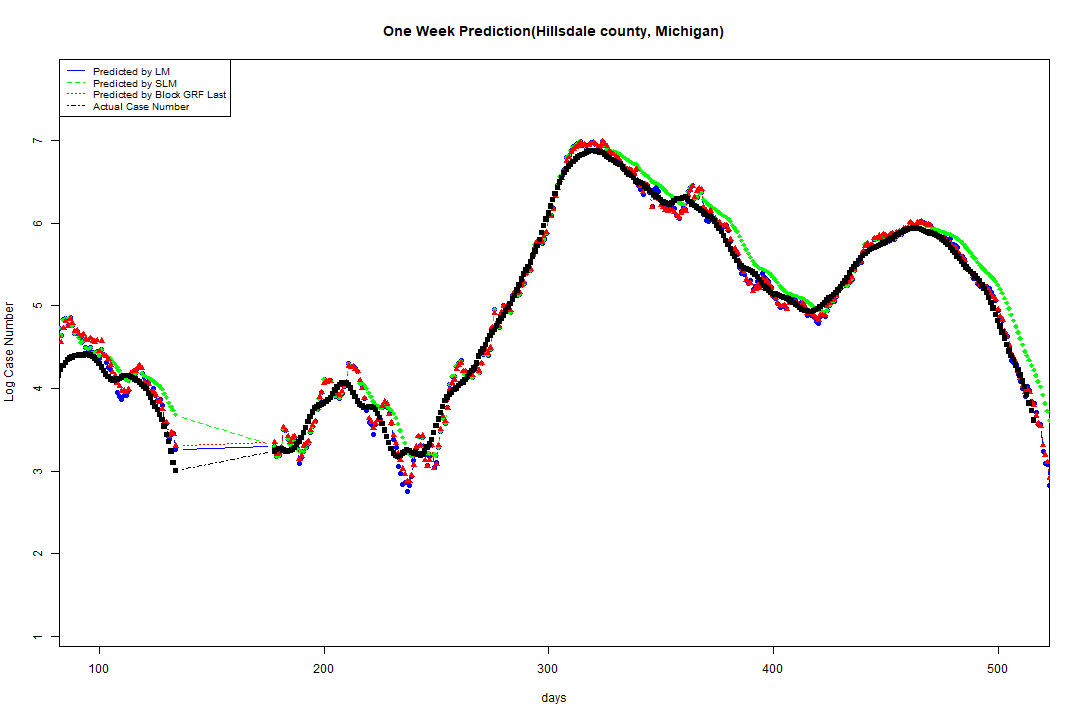 One Week Prediction(Hillsdale county, Michigan)
Predicted by LM
Predicted by SLM
Predicted by Block GRF Last
Actual Case Number
7
6
5
4
3
2
1
Log Case Number
100 200 300 400 500
days